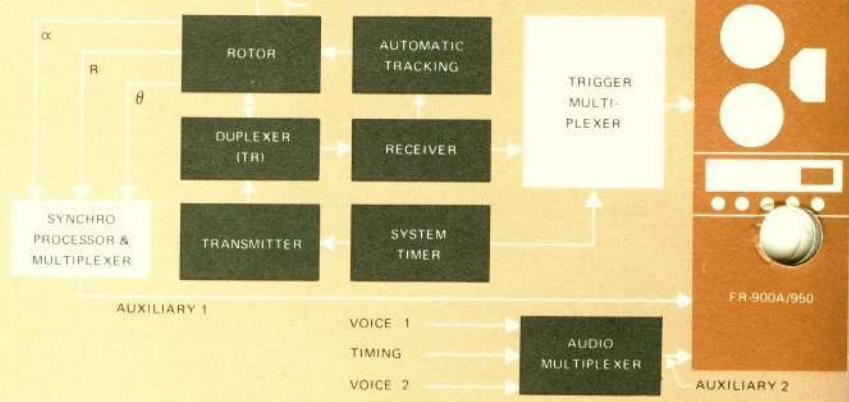 α
R
θ
ROTOR
AUTOMATIC
TRACKING
TRIGGER
MULTI-
PLEXER
DUPLEXER
(TR)
RECEIVER
SYNCHRO
PROCESSOR &
MULTIPLEXER
TRANSMITTER
SYSTEM
TIMER
FR-900A/950
AUXILIARY 1
VOICE 1
TIMING
VOICE 2
AUDIO
MULTIPLEXER
AUXILIARY 2